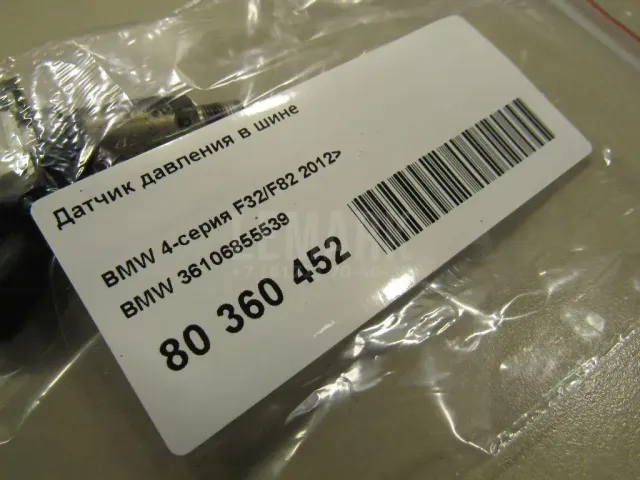 Датчик давления в шине
BMW 4-серия F32/F82 2012>
BMW 36106855539
80 360 452